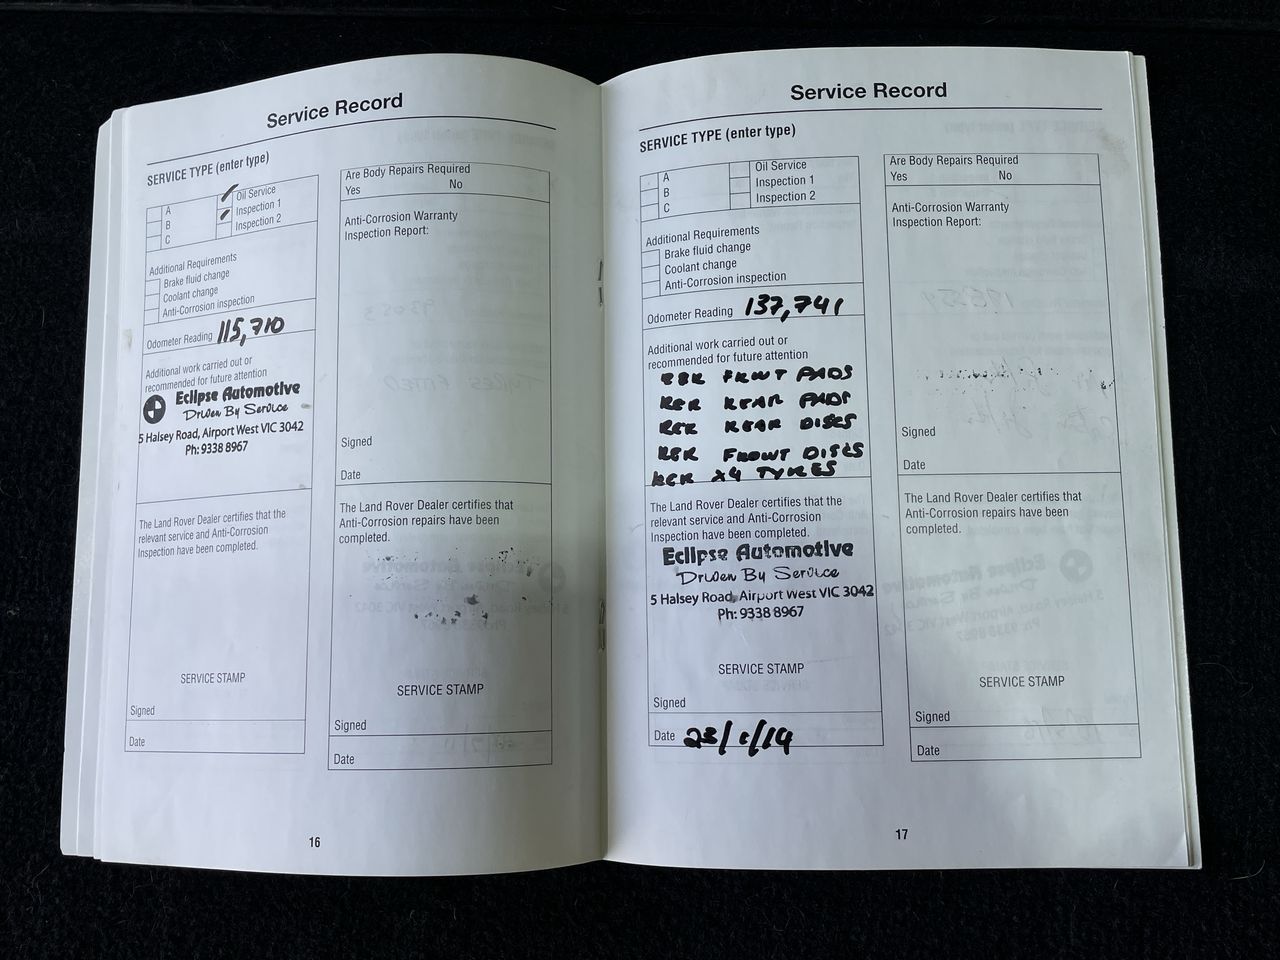 Service Record
SERVICE TYPE (enter type)
A
B
C
Oil Service
Inspection 1
Inspection 2
Additional Requirements
Brake fluid change
Coolant change
Anti-Corrosion inspection
Odometer Reading 115,710
Additional work carried out or
recommended for future attention
Eclipse Automotive
Driven By Service
5 Halsey Road, Airport West VIC 3042
Ph: 9338 8967
The Land Rover Dealer certifies that the
relevant service and Anti-Corrosion
Inspection have been completed.
SERVICE STAMP
Signed
Date
Are Body Repairs Required
Yes No
Anti-Corrosion Warranty
Inspection Report:
Signed
Date
The Land Rover Dealer certifies that
Anti-Corrosion repairs have been
completed.
SERVICE STAMP
Signed
Date
16
Service Record
SERVICE TYPE (enter type)
A
B
C
Oil Service
Inspection 1
Inspection 2
Additional Requirements
Brake fluid change
Coolant change
Anti-Corrosion inspection
Odometer Reading 137,741
Additional work carried out or
recommended for future attention
FRONT PADS
REAR PADS
REAR DISCS
FRONT DISCS
X4 TYRES
The Land Rover Dealer certifies that the
relevant service and Anti-Corrosion
Inspection have been completed.
Eclipse Automotive
Driven By Service
5 Halsey Road, Airport West VIC 3042
Ph: 9338 8967
SERVICE STAMP
Signed
Date
Are Body Repairs Required
Yes No
Anti-Corrosion Warranty
Inspection Report:
Signed
Date
The Land Rover Dealer certifies that
Anti-Corrosion repairs have been
completed.
SERVICE STAMP
Signed
Date
17